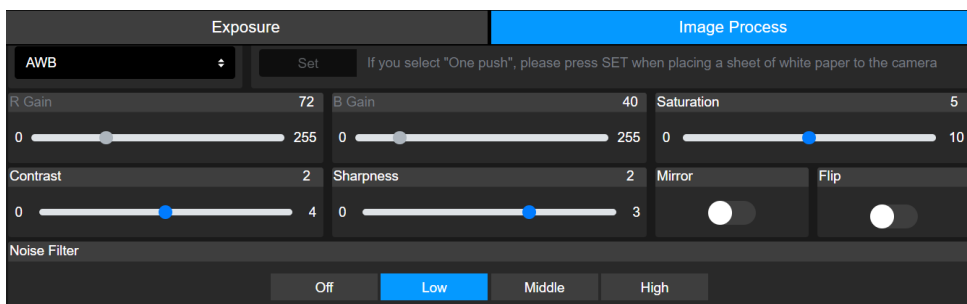 Exposure Image Process
AWB Set If you select "One push", please press SET when placing a sheet of white paper to the camera
R Gain 72 B Gain 40 Saturation 5
0 255 0 255 0 10
Contrast 2 Sharpness 2 Mirror Flip
0 4 0 3
Noise Filter
Off Low Middle High